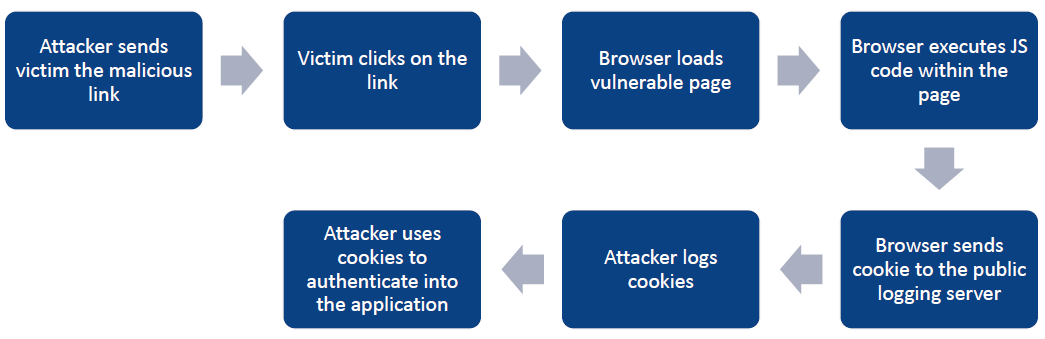 Attacker sends
victim the malicious
link
Victim clicks on the
link
Browser loads
vulnerable page
Browser executes JS
code within the
page
Browser sends
cookie to the public
logging server
Attacker logs
cookies
Attacker uses
cookies to
authenticate into
the application